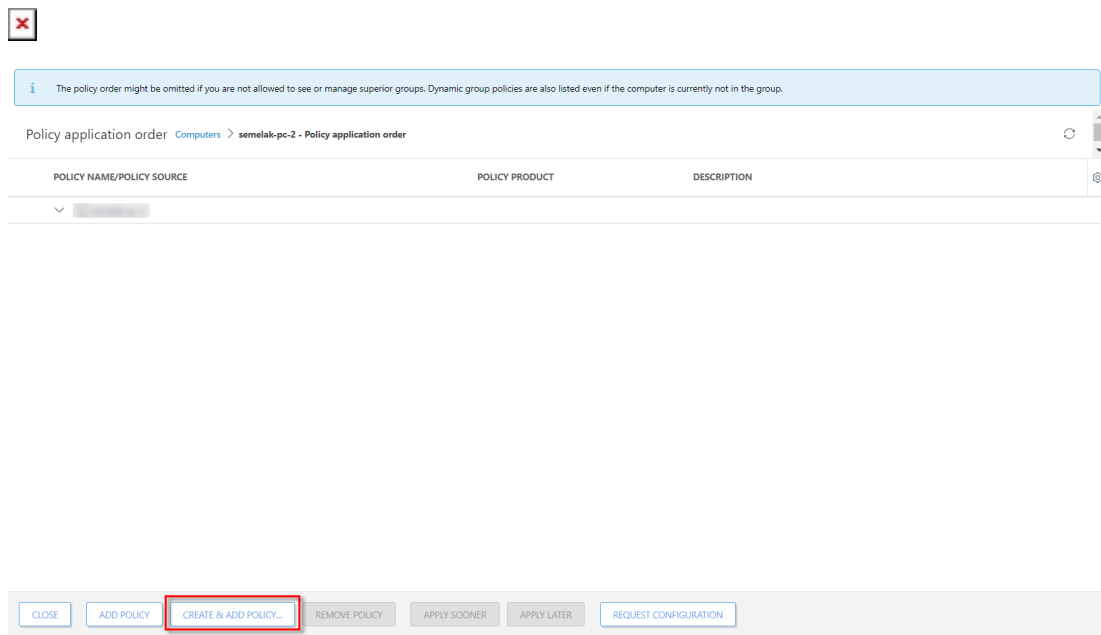 The policy order might be omitted if you are not allowed to see or manage superior groups. Dynamic group policies are also listed even if the computer is currently not in the group.
Policy application order Computers > semelak-pc-2 - Policy application order
POLICY NAME/POLICY SOURCE POLICY PRODUCT DESCRIPTION
CLOSE ADD POLICY CREATE & ADD POLICY... REMOVE POLICY APPLY SOONER APPLY LATER REQUEST CONFIGURATION